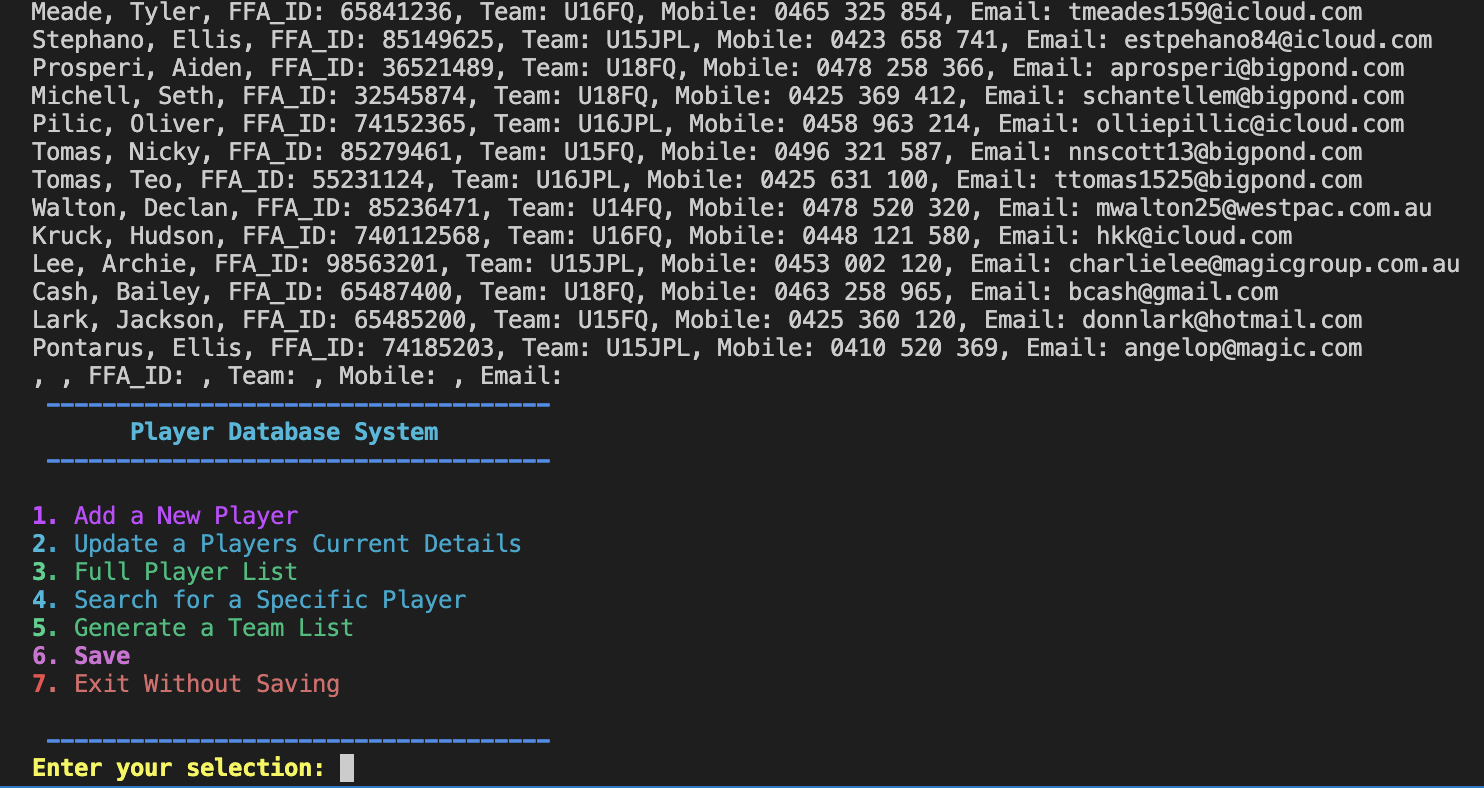 Meade, Tyler, FFA_ID: 65841236, Team: U16FQ, Mobile: 0465 325 854, Email: tmeades159@icloud.com
Stephano, Ellis, FFA_ID: 85149625, Team: U15JPL, Mobile: 0423 658 741, Email: estpehano84@icloud.com
Prosperi, Aiden, FFA_ID: 36521489, Team: U18FQ, Mobile: 0478 258 366, Email: aprosperi@bigpond.com
Michell, Seth, FFA_ID: 32545874, Team: U18FQ, Mobile: 0425 369 412, Email: schantellem@bigpond.com
Pilic, Oliver, FFA_ID: 74152365, Team: U16JPL, Mobile: 0458 963 214, Email: olliepillic@icloud.com
Tomas, Nicky, FFA_ID: 85279461, Team: U15FQ, Mobile: 0496 321 587, Email: nnscott13@bigpond.com
Tomas, Teo, FFA_ID: 55231124, Team: U16JPL, Mobile: 0425 631 100, Email: ttomas1525@bigpond.com
Walton, Declan, FFA_ID: 85236471, Team: U14FQ, Mobile: 0478 520 320, Email: mwalton25@westpac.com.au
Kruck, Hudson, FFA_ID: 740112568, Team: U16FQ, Mobile: 0448 121 580, Email: hkk@icloud.com
Lee, Archie, FFA_ID: 98563201, Team: U15JPL, Mobile: 0453 002 120, Email: charlielee@magicgroup.com.au
Cash, Bailey, FFA_ID: 65487400, Team: U18FQ, Mobile: 0463 258 965, Email: bcash@gmail.com
Lark, Jackson, FFA_ID: 65485200, Team: U15FQ, Mobile: 0425 360 120, Email: donnlark@hotmail.com
Pontarus, Ellis, FFA_ID: 74185203, Team: U15JPL, Mobile: 0410 520 369, Email: angelop@magic.com
, , FFA_ID: , Team: , Mobile: , Email:
Player Database System
1. Add a New Player
2. Update a Players Current Details
3. Full Player List
4. Search for a Specific Player
5. Generate a Team List
6. Save
7. Exit Without Saving
Enter your selection: